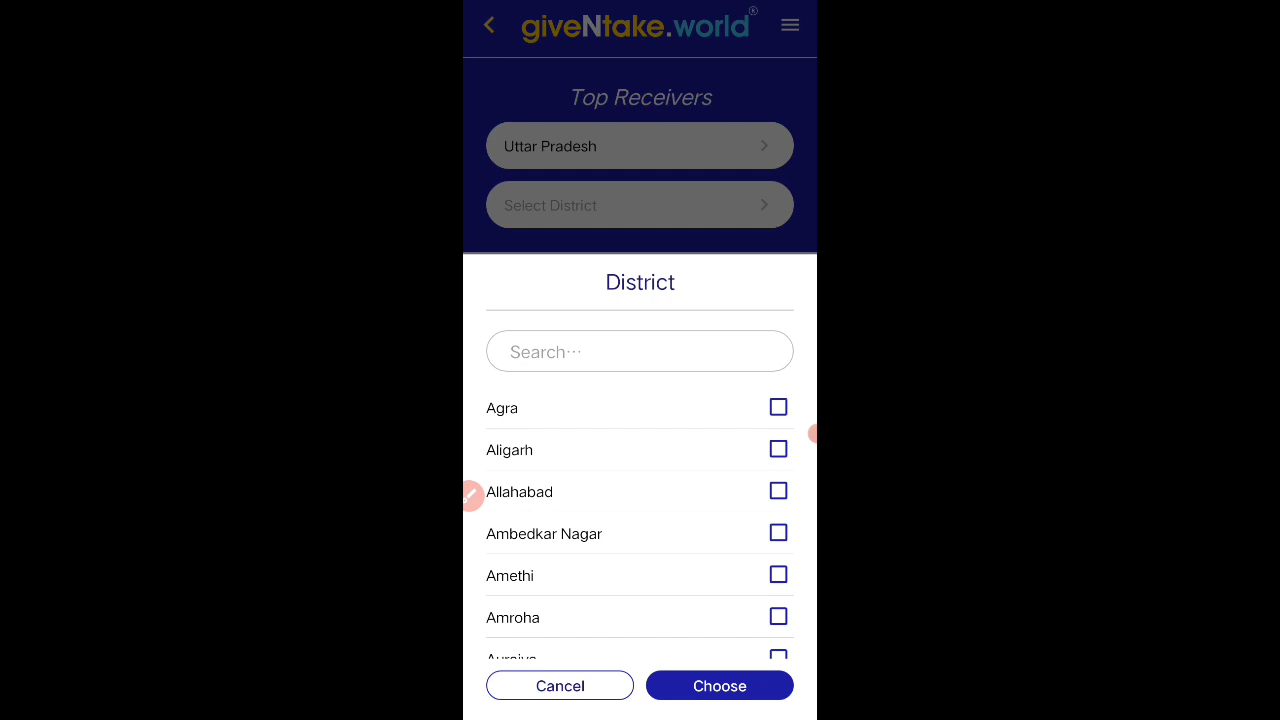 giveNtake.world®
Top Receivers
Uttar Pradesh
Select District
District
Search···
Agra
Aligarh
Allahabad
Ambedkar Nagar
Amethi
Amroha
Cancel
Choose